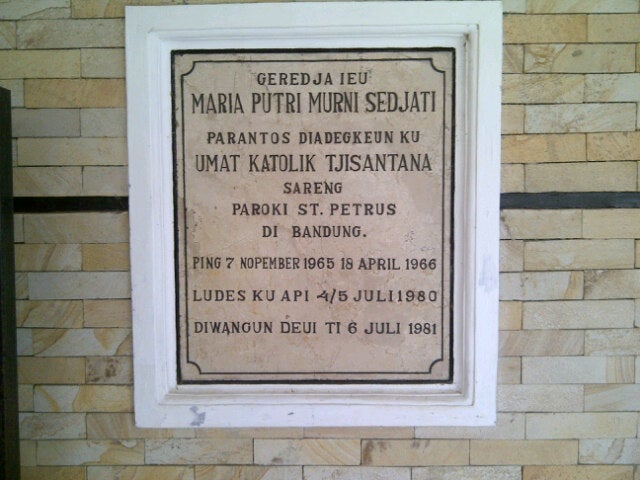 GEREDJA IEU
MARIA PUTRI MURNI SEDJATI
PARANTOS DIADEGKEUN KU
UMAT KATOLIK TJISANTANA
SARENG
PAROKI ST. PETRUS
DI BANDUNG.
PING 7 NOPEMBER 1965 18 APRIL 1966
LUDES KU API 4/5 JULI 1980
DIWANGUN DEUI TI 6 JULI 1981